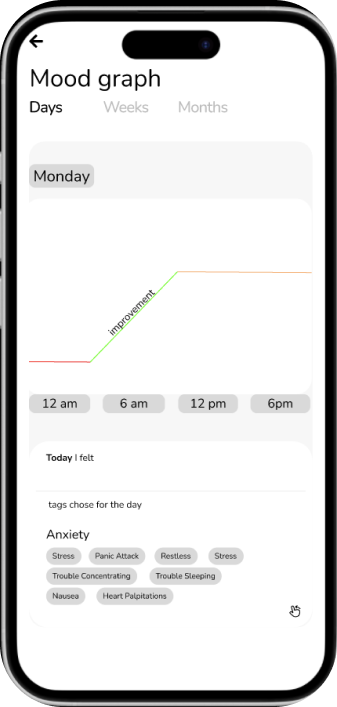 Mood graph
Days Weeks Months
Monday
improvement
12 am 6 am 12 pm 6pm
Today I felt
tags chose for the day
Anxiety
Stress Panic Attack Restless Stress
Trouble Concentrating Trouble Sleeping
Nausea Heart Palpitations